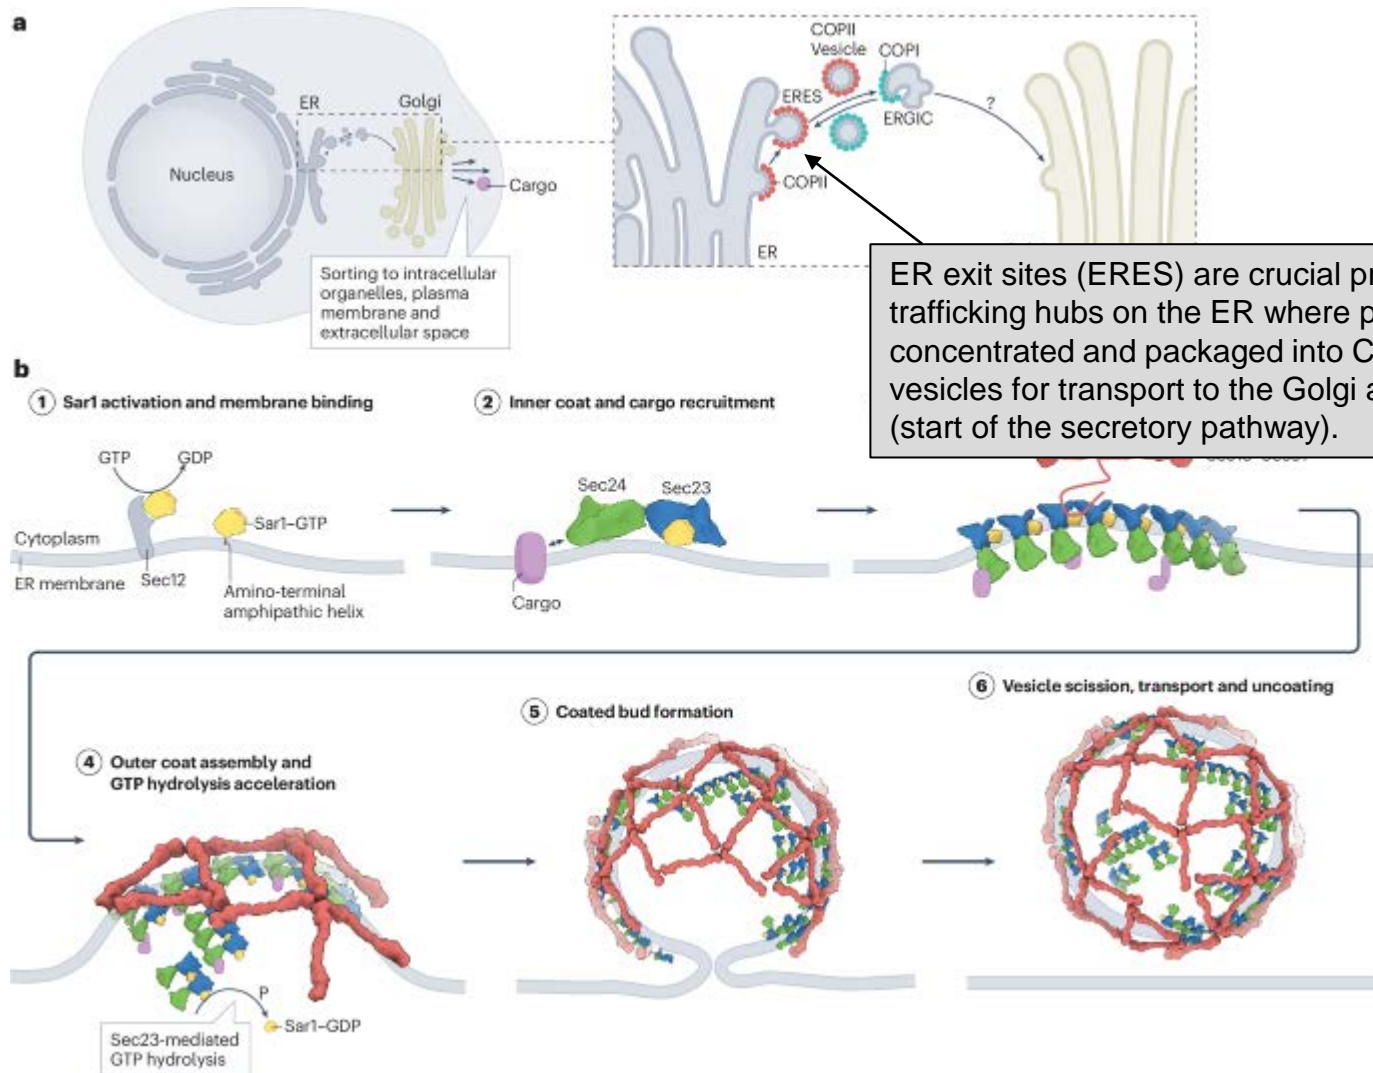 a
COPII
Vesicle
COPI
ER
Golgi
ERES
?
ERGIC
Nucleus
COPII
Cargo
ER
Sorting to intracellular
organelles, plasma
membrane and
extracellular space
ER exit sites (ERES) are crucial
trafficking hubs on the ER where
concentrated and packaged into
vesicles for transport to the Golgi
(start of the secretory pathway).
b
1 Sar1 activation and membrane binding
2 Inner coat and cargo recruitment
GTP
GDP
Sec24
Sec23
Sar1–GTP
Cytoplasm
ER membrane
Sec12
Amino-terminal
amphipathic helix
Cargo
6 Vesicle scission, transport and uncoating
5 Coated bud formation
4 Outer coat assembly and
GTP hydrolysis acceleration
P
Sar1–GDP
Sec23-mediated
GTP hydrolysis